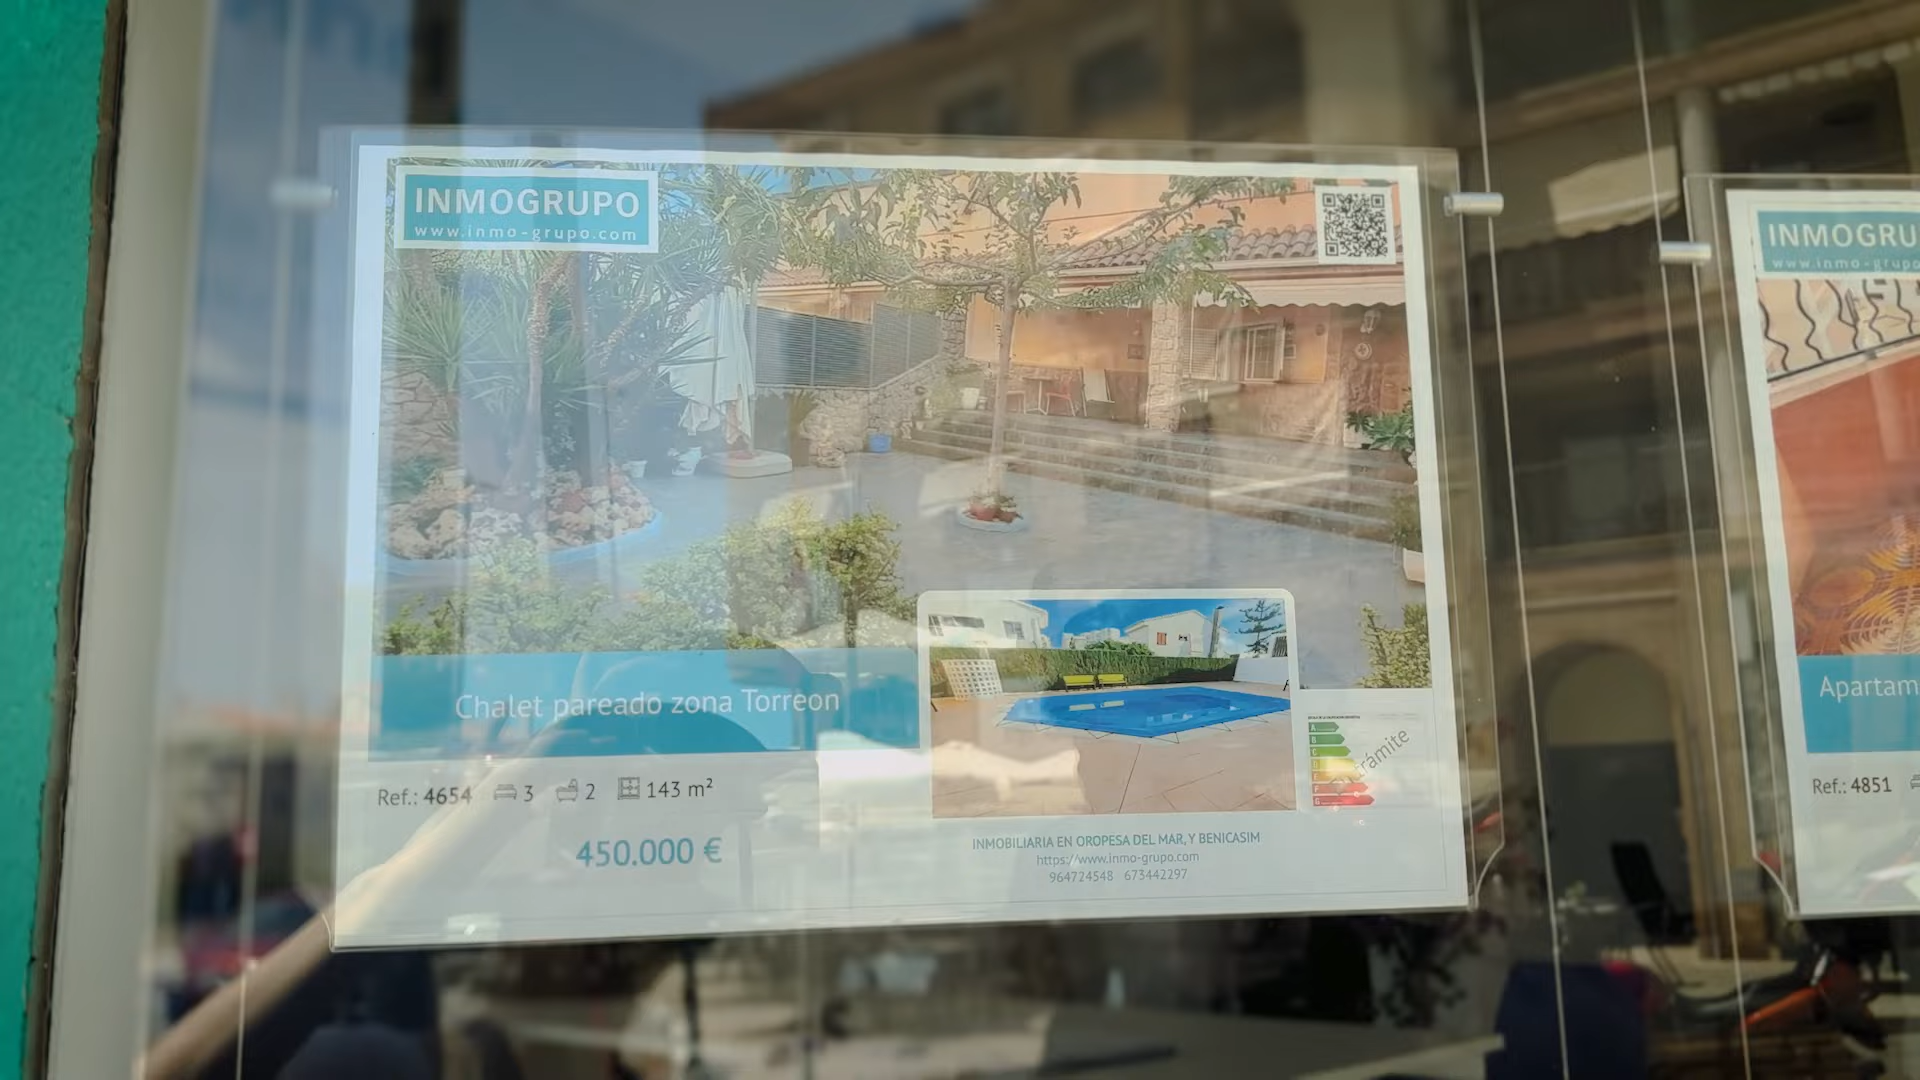 INMOGRUPO
www.inmo-grupo.com
Chalet pareado zona Torreon
Ref.: 4654 3 2 143 m²
450.000 €
A
B
C
F
G
trámite
INMOBILIARIA EN OROPESA DEL MAR, Y BENICASIM
https://www.inmo-grupo.com
964724548 673442297
INMOGRU
www.inmo-grupo
Apartam
Ref.: 4851